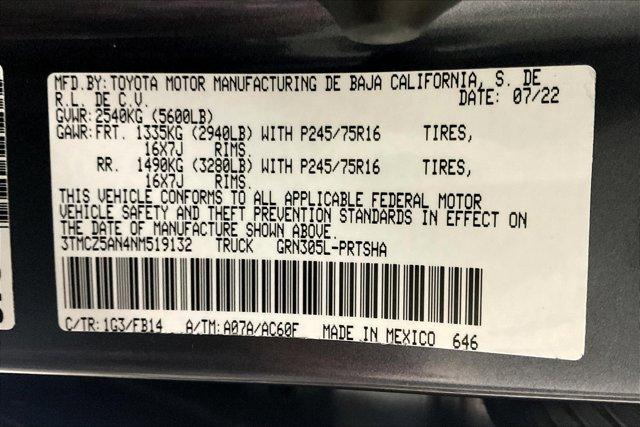 MFD.BY:TOYOTA MOTOR MANUFACTURING DE BAJA CALIFORNIA, S. DE
R.L. DE C.V. DATE: 07/22
GVWR:2540KG (5600LB)
GAWR:FRT. 1335KG (2940LB) WITH P245/75R16 TIRES,
16X7J RIMS.
RR. 1490KG (3280LB) WITH P245/75R16 TIRES,
16X7J RIMS.
THIS VEHICLE CONFORMS TO ALL APPLICABLE FEDERAL MOTOR
VEHICLE SAFETY AND THEFT PREVENTION STANDARDS IN EFFECT ON
THE DATE OF MANUFACTURE SHOWN ABOVE.
3TMCZ5AN4NM519132 TRUCK GRN305L-PRTSHA
C/TR:1G3/FB14 A/TM:A07A/AC60F MADE IN MEXICO 646